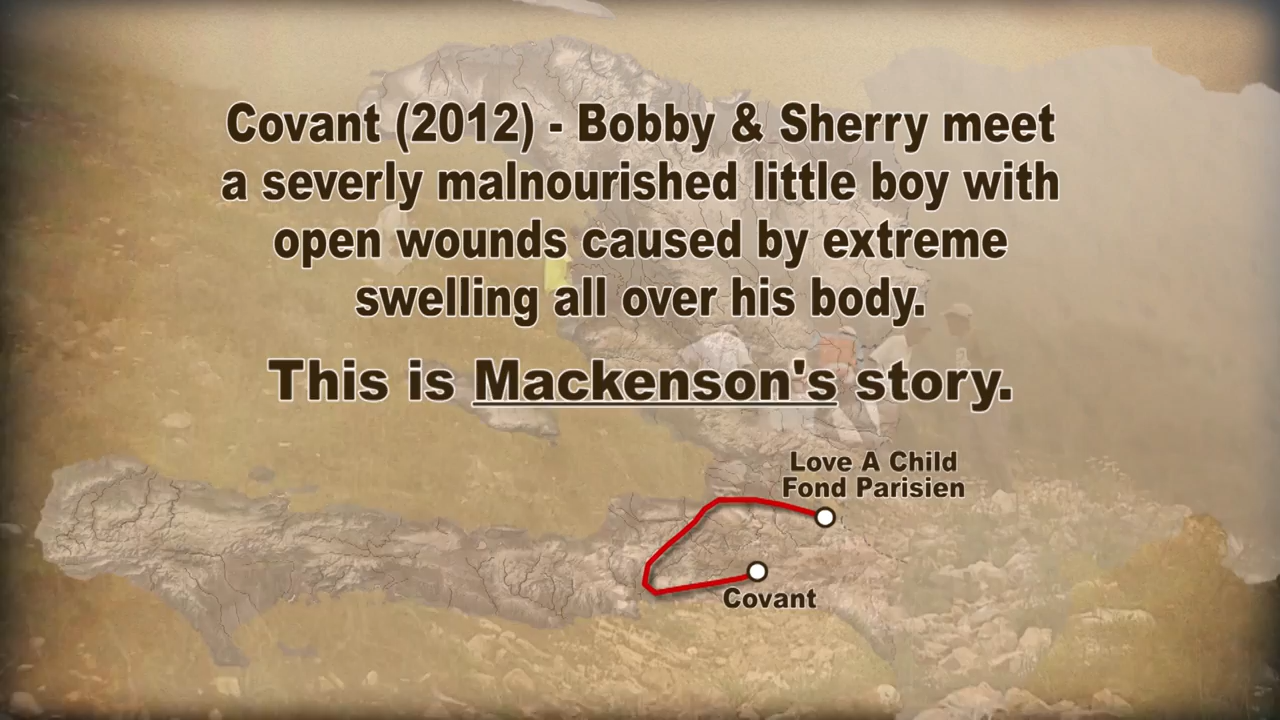 Covant (2012) - Bobby & Sherry meet
a severly malnourished little boy with
open wounds caused by extreme
swelling all over his body.
This is Mackenson's story.
Love A Child
Fond Parisien
Covant